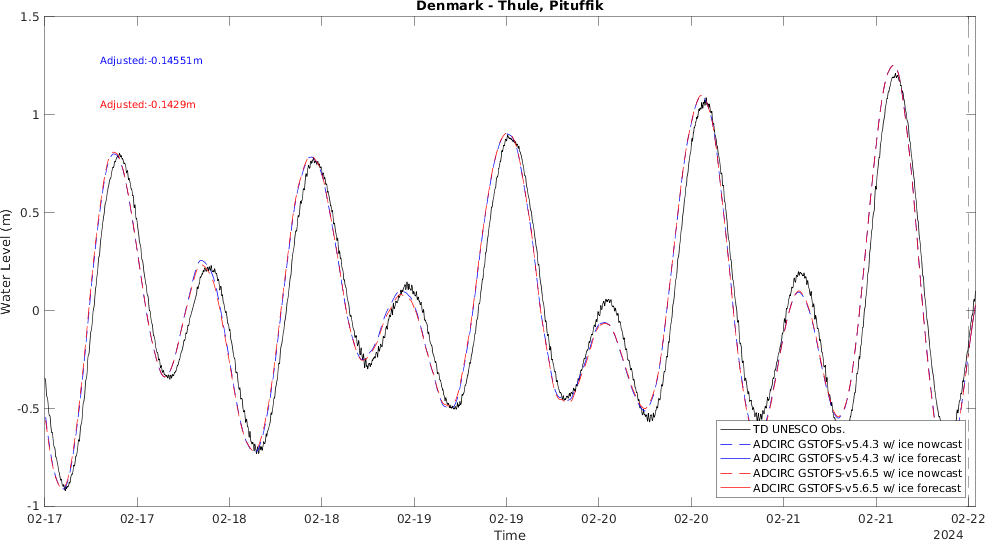 Denmark - Thule, Pituffik
1.5
Adjusted:-0.14551m
Adjusted:-0.1429m
1
0.5
0
-0.5
-1
Water Level (m)
TD UNESCO Obs.
ADCIRC GSTOFS-v5.4.3 w/ ice nowcast
ADCIRC GSTOFS-v5.4.3 w/ ice forecast
ADCIRC GSTOFS-v5.6.5 w/ ice nowcast
ADCIRC GSTOFS-v5.6.5 w/ ice forecast
02-17 02-17 02-18 02-18 02-19 02-19 02-20 02-20 02-21 02-21 02-22
Time
2024